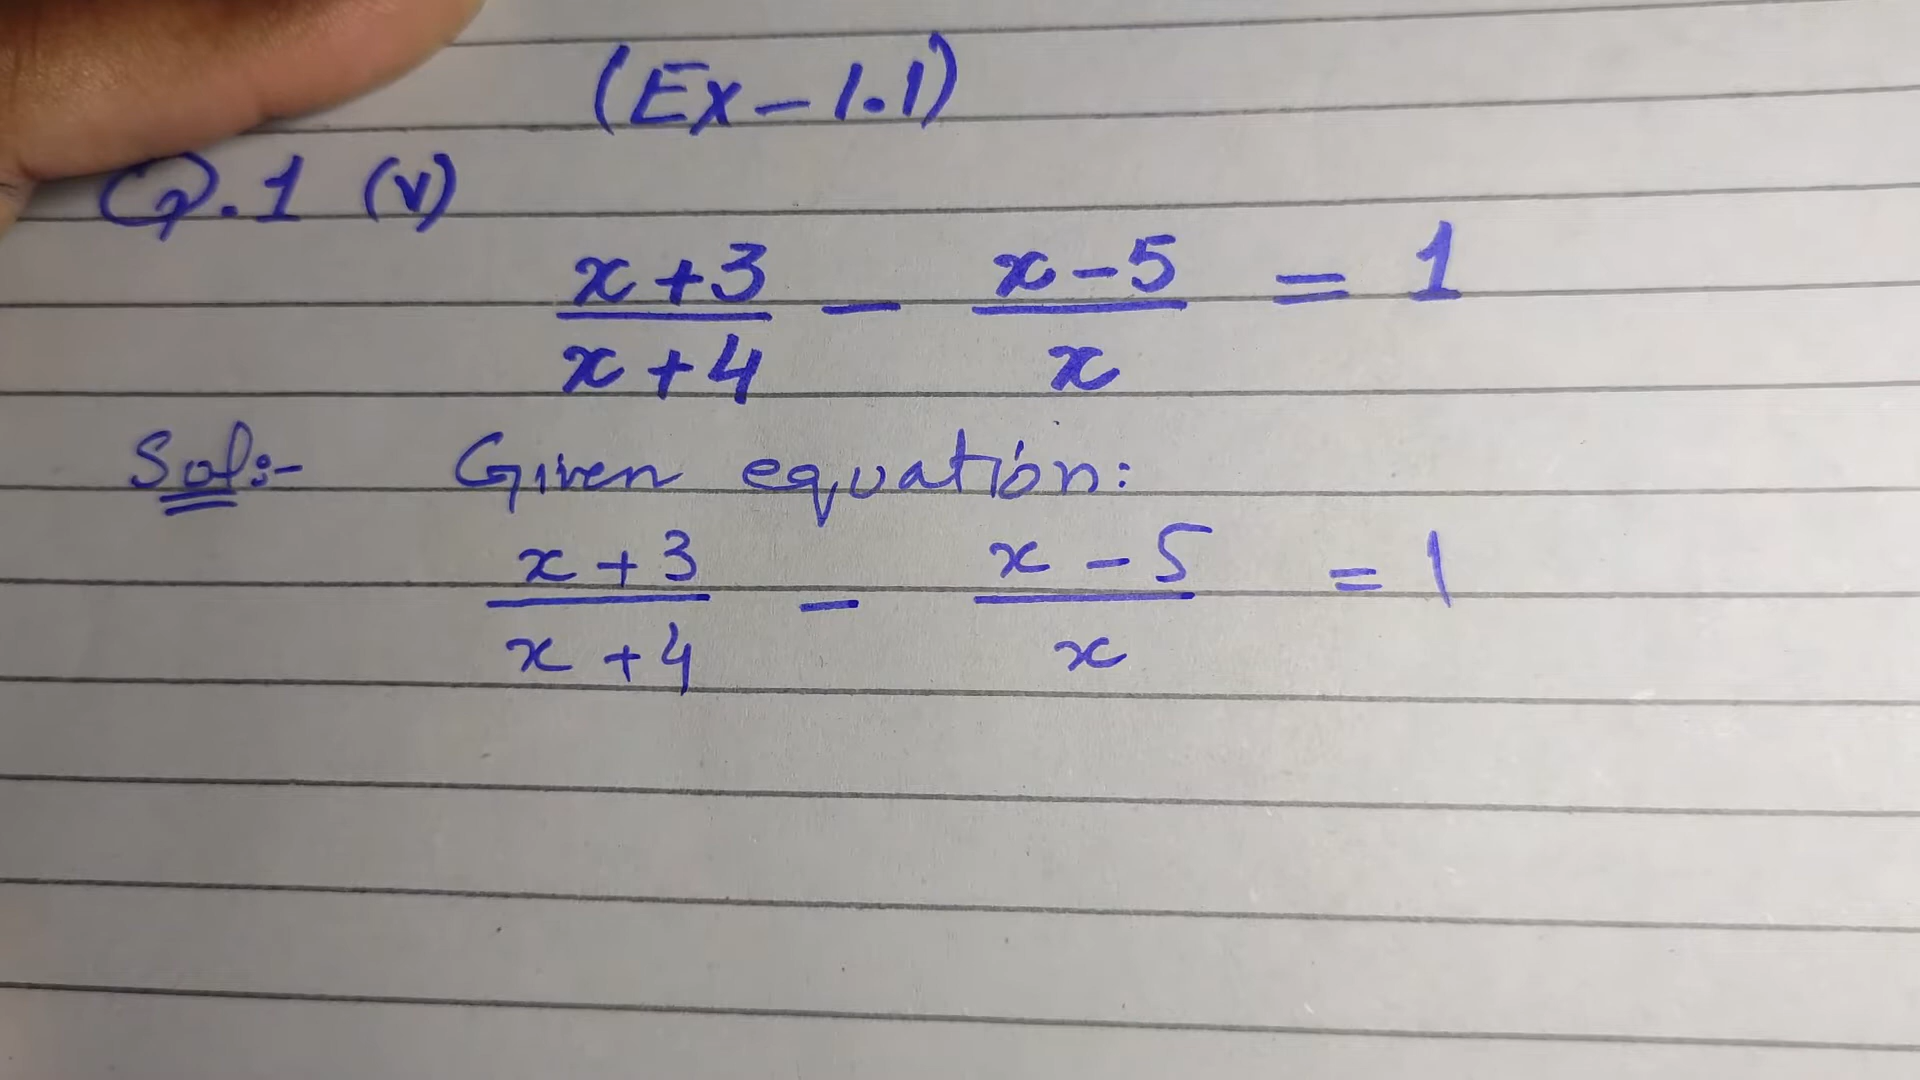 (Ex-1.1)
Q.1 (v)
x+3/x+4 - x-5/x = 1
Sol:- Given equation:
x+3/x+4 - x-5/x = 1